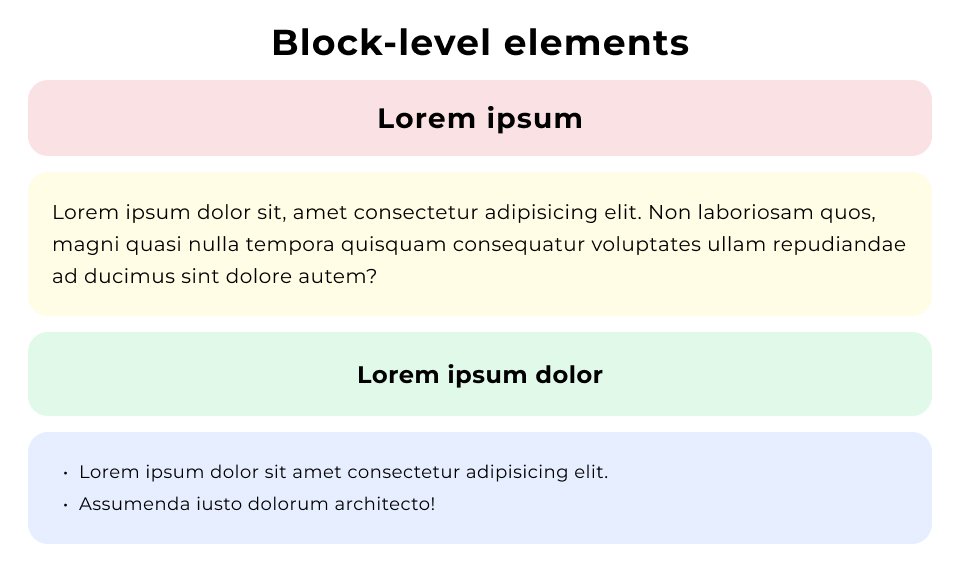 Block-level elements
Lorem ipsum
Lorem ipsum dolor sit, amet consectetur adipisicing elit. Non laboriosam quos,
magni quasi nulla tempora quisquam consequatur voluptates ullam repudiandae
ad ducimus sint dolore autem?
Lorem ipsum dolor
• Lorem ipsum dolor sit amet consectetur adipisicing elit.
• Assumenda iusto dolorum architecto!